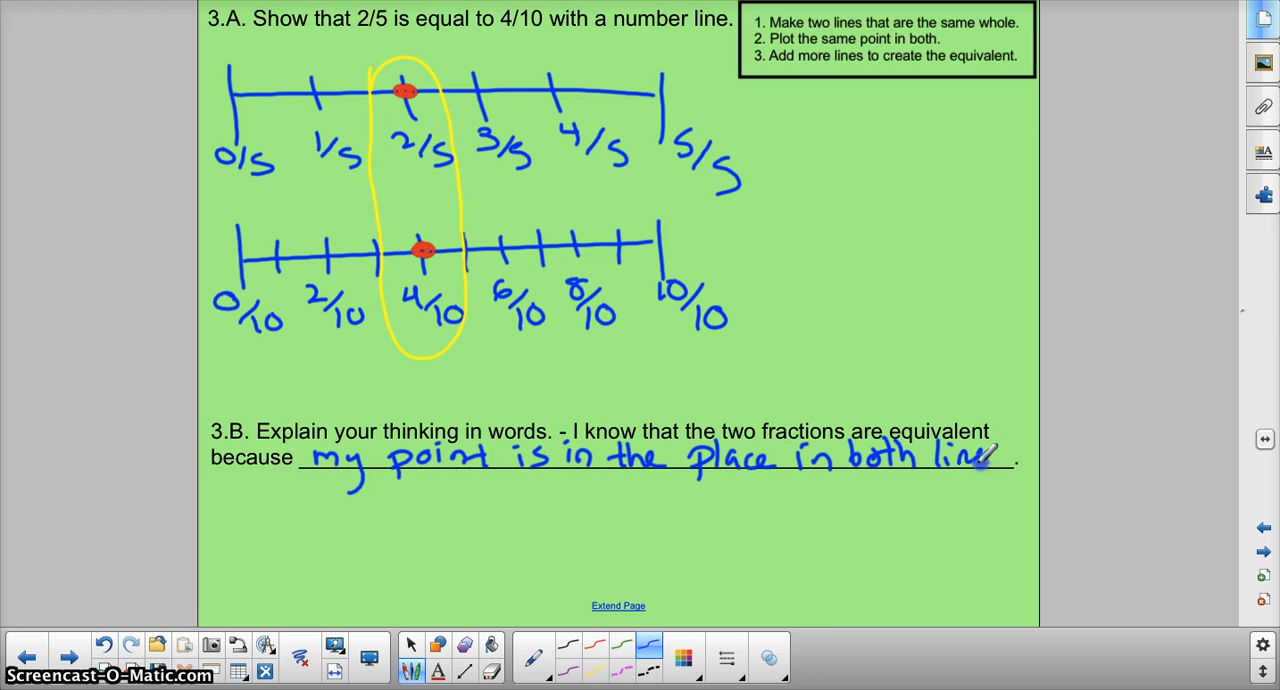 3.A. Show that 2/5 is equal to 4/10 with a number line.
1. Make two lines that are the same whole.
2. Plot the same point in both.
3. Add more lines to create the equivalent.
0/5 1/5 2/5 3/5 4/5 5/5
0/10 2/10 4/10 6/10 8/10 10/10
3.B. Explain your thinking in words. - I know that the two fractions are equivalent
because my point is in the place in both line.
Extend Page
Screencast-O-Matic.com